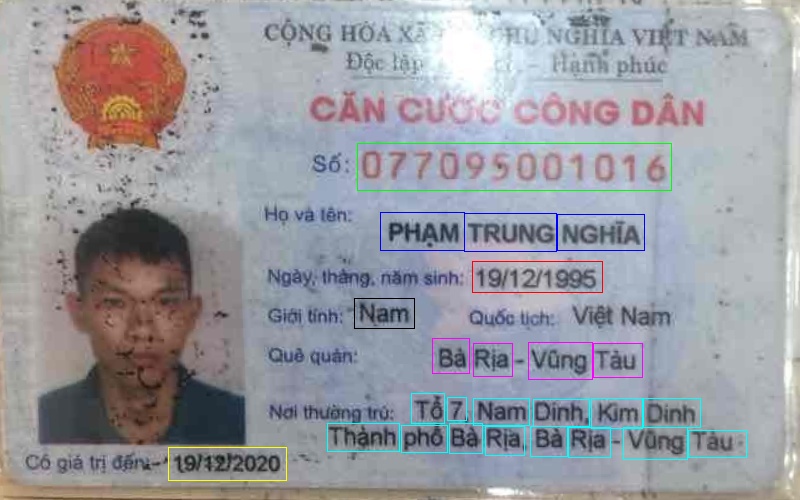 CỘNG HÒA XÃ CHỦ NGHĨA VIỆT NAM
Độc lập - Hạnh phúc
CĂN CƯỚC CÔNG DÂN
Số: 077095001016
Họ và tên:
PHẠM TRUNG NGHĨA
Ngày, tháng, năm sinh: 19/12/1995
Giới tính: Nam Quốc tịch: Việt Nam
Quê quán: Bà Rịa - Vũng Tàu
Nơi thường trú: Tổ 7, Nam Dinh, Kim Dinh
Thành phố Bà Rịa, Bà Rịa - Vũng Tàu
Có giá trị đến: 19/12/2020